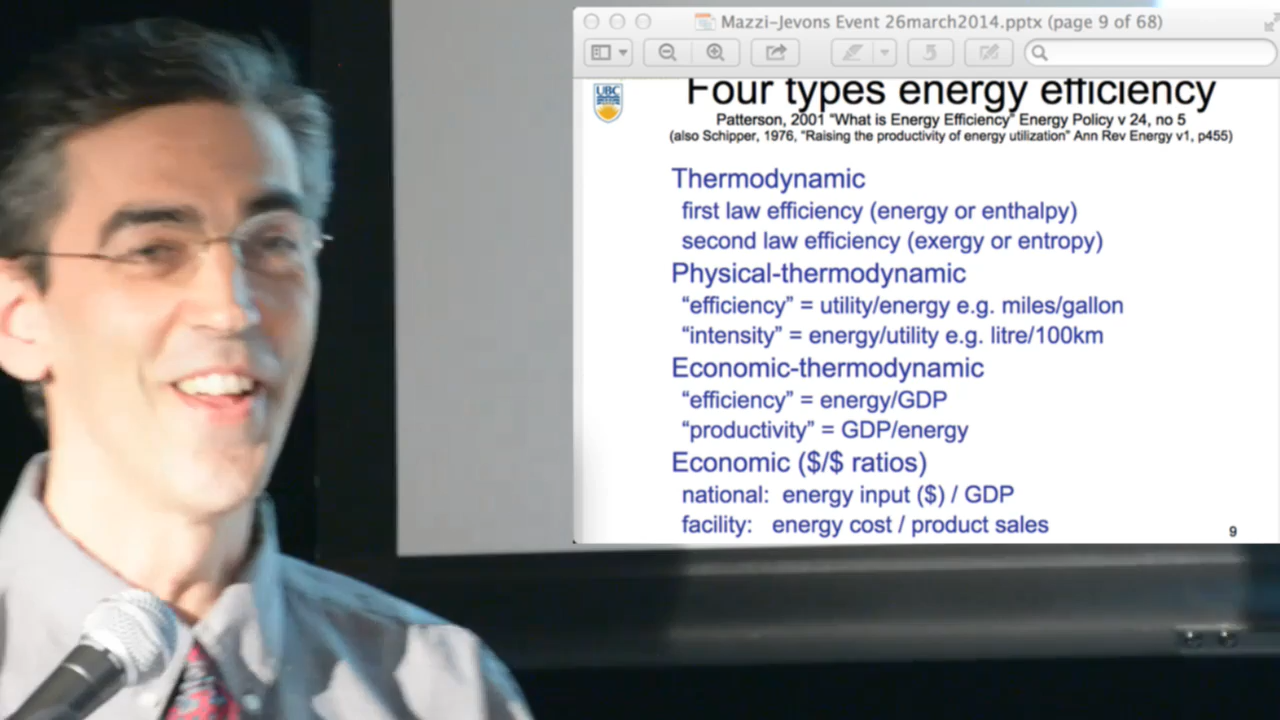 Mazzi-Jevons Event 26march2014.pptx (page 9 of 68)
UBC
Four types energy efficiency
Patterson, 2001 “What is Energy Efficiency” Energy Policy v 24, no 5
(also Schipper, 1976, “Raising the productivity of energy utilization” Ann Rev Energy v1, p455)
Thermodynamic
first law efficiency (energy or enthalpy)
second law efficiency (exergy or entropy)
Physical-thermodynamic
“efficiency” = utility/energy e.g. miles/gallon
“intensity” = energy/utility e.g. litre/100km
Economic-thermodynamic
“efficiency” = energy/GDP
“productivity” = GDP/energy
Economic ($/$ ratios)
national: energy input ($) / GDP
facility: energy cost / product sales
9